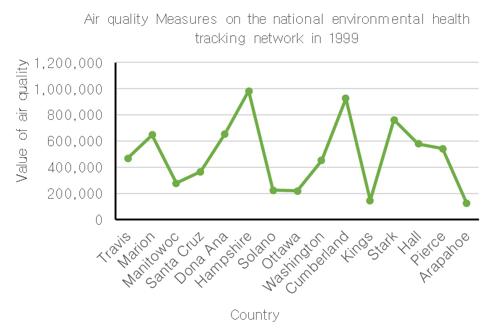 Air quality Measures on the national environmental health
tracking network in 1999
Value of air quality
1,200,000
1,000,000
800,000
600,000
400,000
200,000
0
Travis
Marion
Manitowoc
Santa Cruz
Dona Ana
Hampshire
Solano
Ottawa
Washington
Cumberland
Kings
Stark
Hall
Pierce
Arapahoe
Country